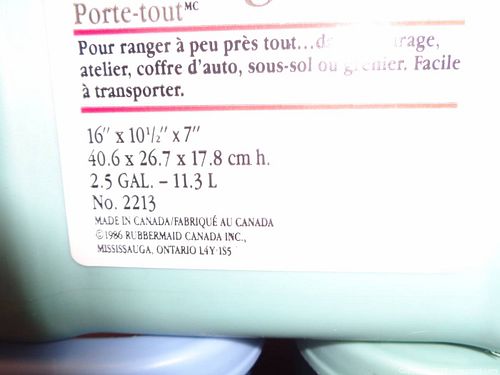 Porte-tout MC
Pour ranger à peu près tout...
atelier, coffre d'auto, sous-sol ou grenier. Facile
à transporter.
16" x 10 1/2" x 7"
40.6 x 26.7 x 17.8 cm h.
2.5 GAL. – 11.3 L
No. 2213
MADE IN CANADA/FABRIQUÉ AU CANADA
©1986 RUBBERMAID CANADA INC.,
MISSISSAUGA, ONTARIO L4Y 1S5